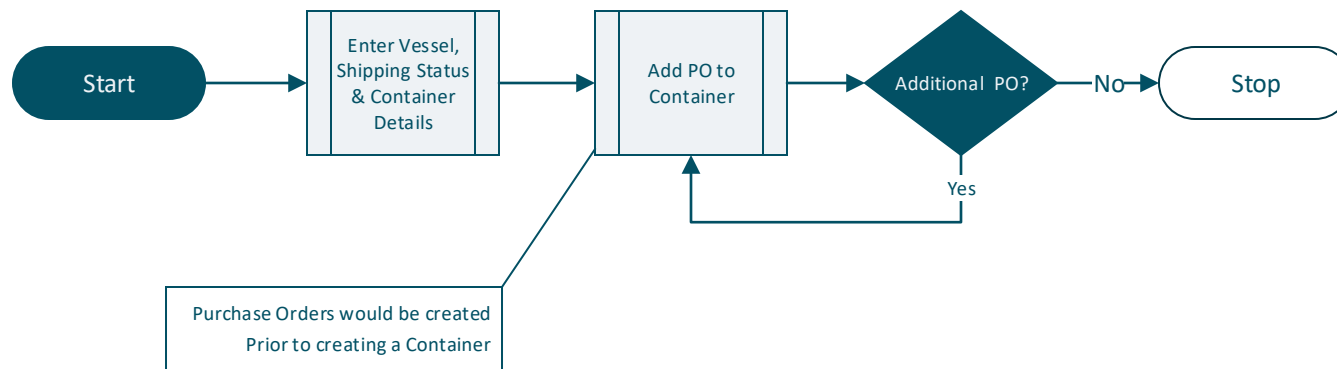 Start
Enter Vessel,
Shipping Status
& Container
Details
Add PO to
Container
Additional PO?
No
Stop
Yes
Purchase Orders would be created
Prior to creating a Container